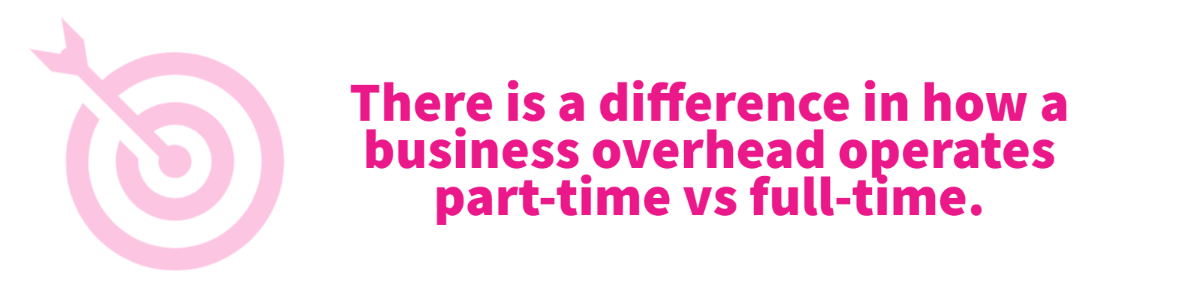 There is a difference in how a
business overhead operates
part-time vs full-time.